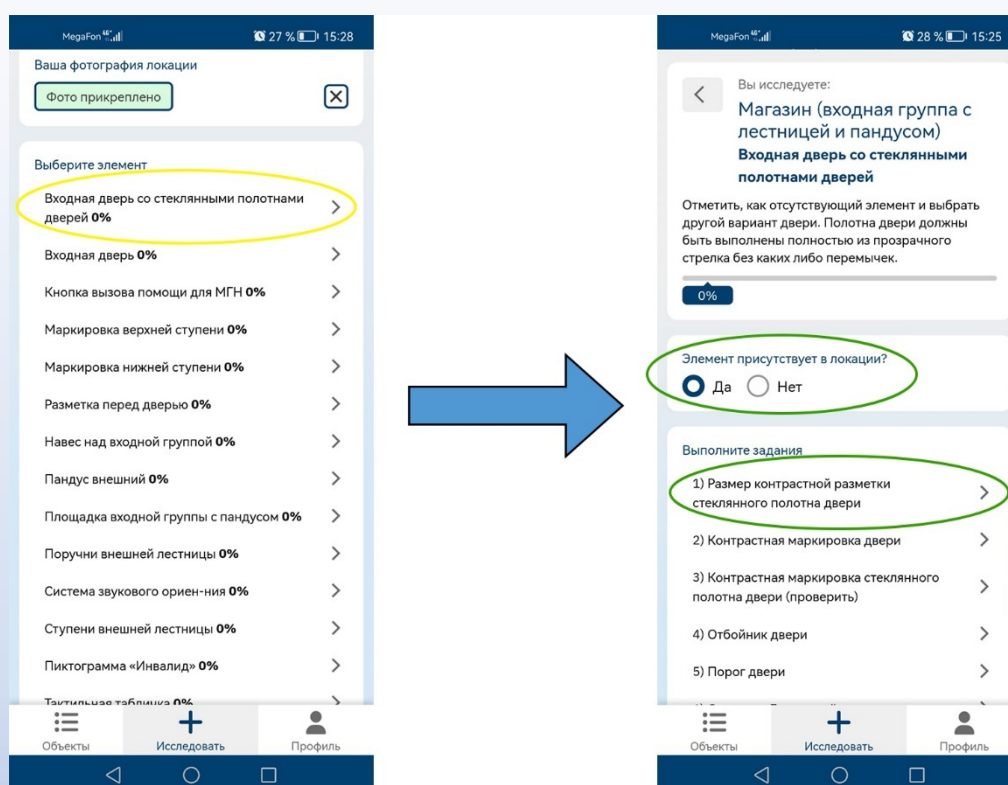 MegaFon 4G 27 % 15:28
Ваша фотография локации
Фото прикреплено
Выберите элемент
Входная дверь со стеклянными полотнами
дверей 0%
Входная дверь 0%
Кнопка вызова помощи для МГН 0%
Маркировка верхней ступени 0%
Маркировка нижней ступени 0%
Разметка перед дверью 0%
Навес над входной группой 0%
Пандус внешний 0%
Площадка входной группы с пандусом 0%
Поручни внешней лестницы 0%
Система звукового ориен-ния 0%
Ступени внешней лестницы 0%
Пиктограмма «Инвалид» 0%
Тактильная табличка 0%
Объекты Исследовать Профиль
MegaFon 4G 28 % 15:25
Вы исследуете:
Магазин (входная группа с
лестницей и пандусом)
Входная дверь со стеклянными
полотнами дверей
Отметить, как отсутствующий элемент и выбрать
другой вариант двери. Полотна двери должны
быть выполнены полностью из прозрачного
стрелка без каких либо перемычек.
0%
Элемент присутствует в локации?
Да Нет
Выполните задания
1) Размер контрастной разметки
стеклянного полотна двери
2) Контрастная маркировка двери
3) Контрастная маркировка стеклянного
полотна двери (проверить)
4) Отбойник двери
5) Порог двери
Объекты Исследовать Профиль